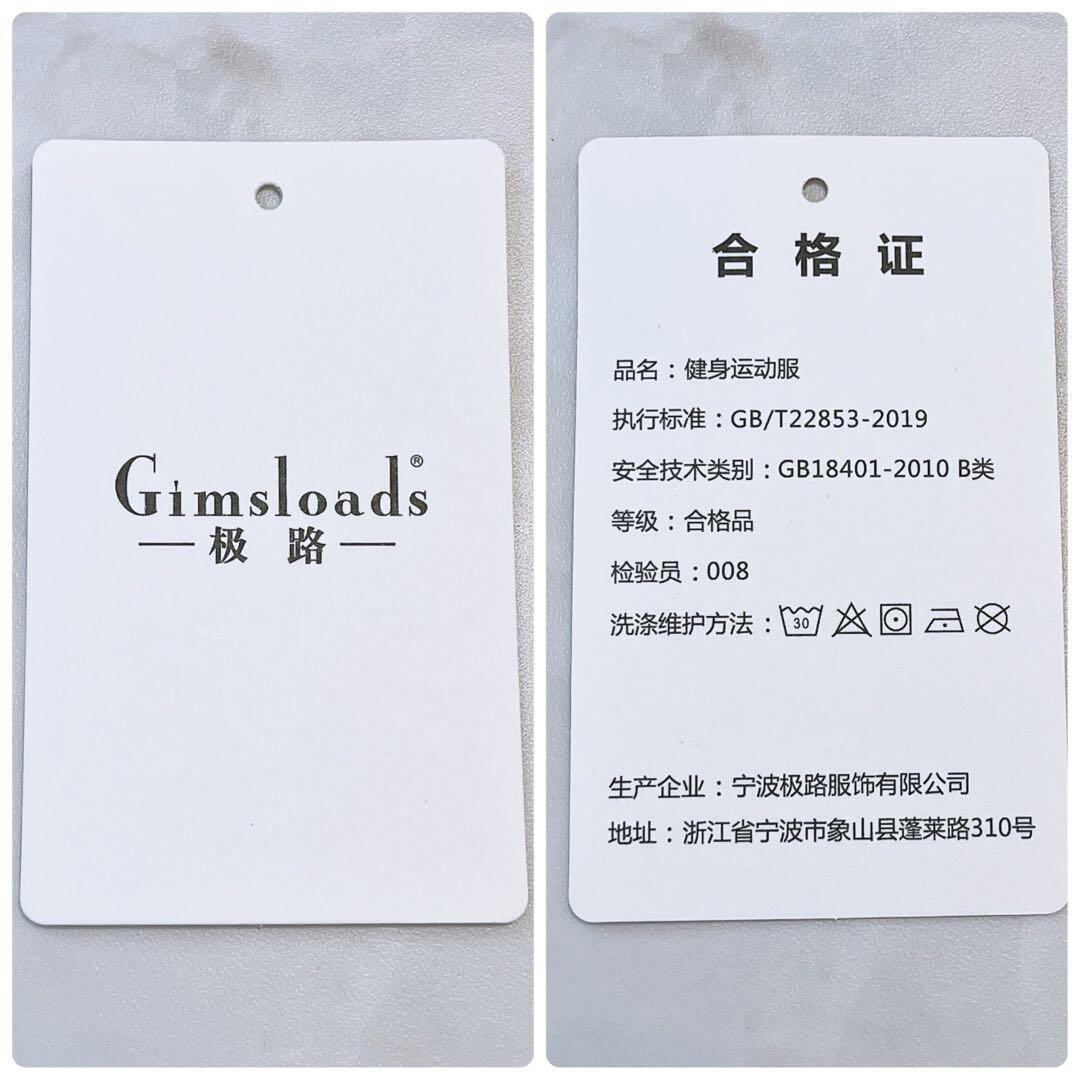 Gimsloads®
极路
合格证
品名：健身运动服
执行标准：GB/T22853-2019
安全技术类别：GB18401-2010 B类
等级：合格品
检验员：008
洗涤维护方法：30
生产企业：宁波极路服饰有限公司
地址：浙江省宁波市象山县蓬莱路310号